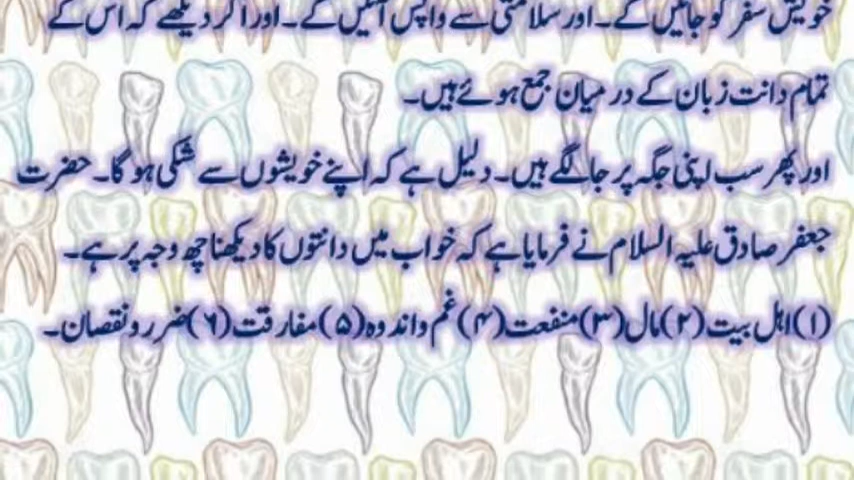 خویش سفر کو جائیں گے۔ اور سلامتی سے واپس آئیں گے۔ اور اگر دیکھے کہ اس کے
تمام دانت زبان کے درمیان جمع ہوئے ہیں۔
اور پھر سب اپنی جگہ پر جا لگے ہیں۔ دلیل ہے کہ اپنے خویشوں سے شکی ہو گا۔ حضرت
جعفر صادق علیہ السلام نے فرمایا ہے کہ خواب میں دانتوں کا دیکھنا چھ وجہ پر ہے۔
(۱) اہل بیت (۲) مال (۳) منفعت (۴) غم و اندوہ (۵) مفارقت (۶) ضرر و نقصان۔